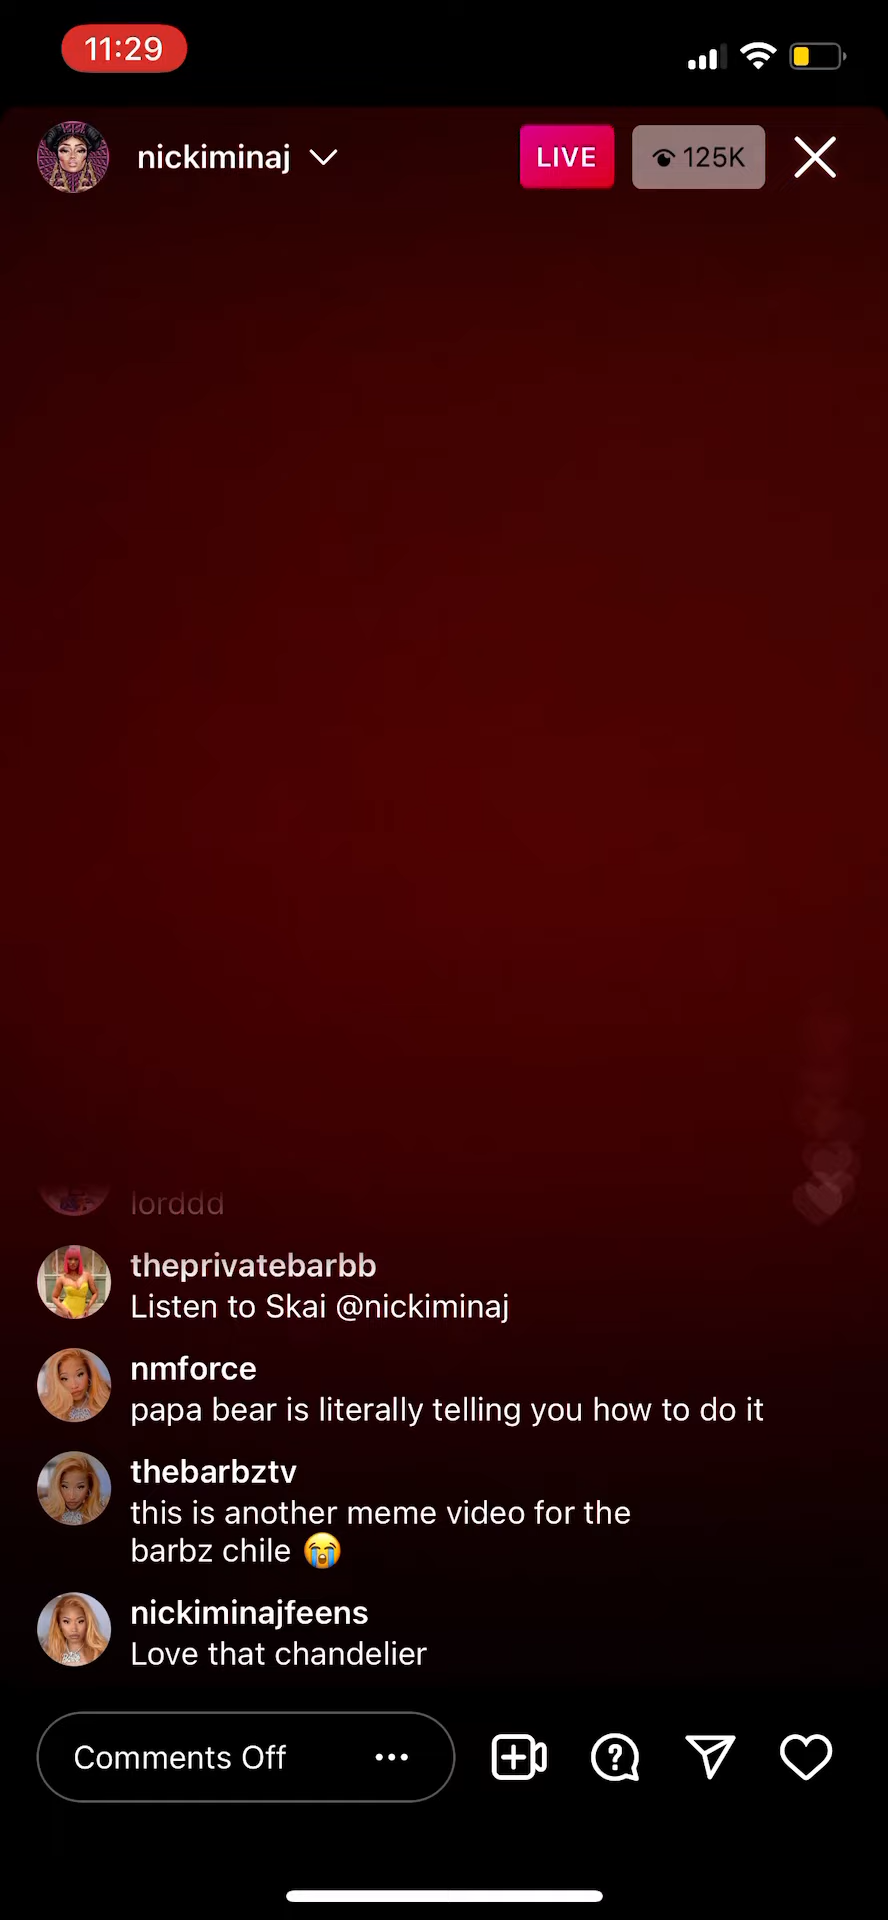 11:29
nickiminaj
LIVE
125K
lorddd
theprivatebarbb
Listen to Skai @nickiminaj
nmforce
papa bear is literally telling you how to do it
thebarbztv
this is another meme video for the
barbz chile 😭
nickiminajfeens
Love that chandelier
Comments Off